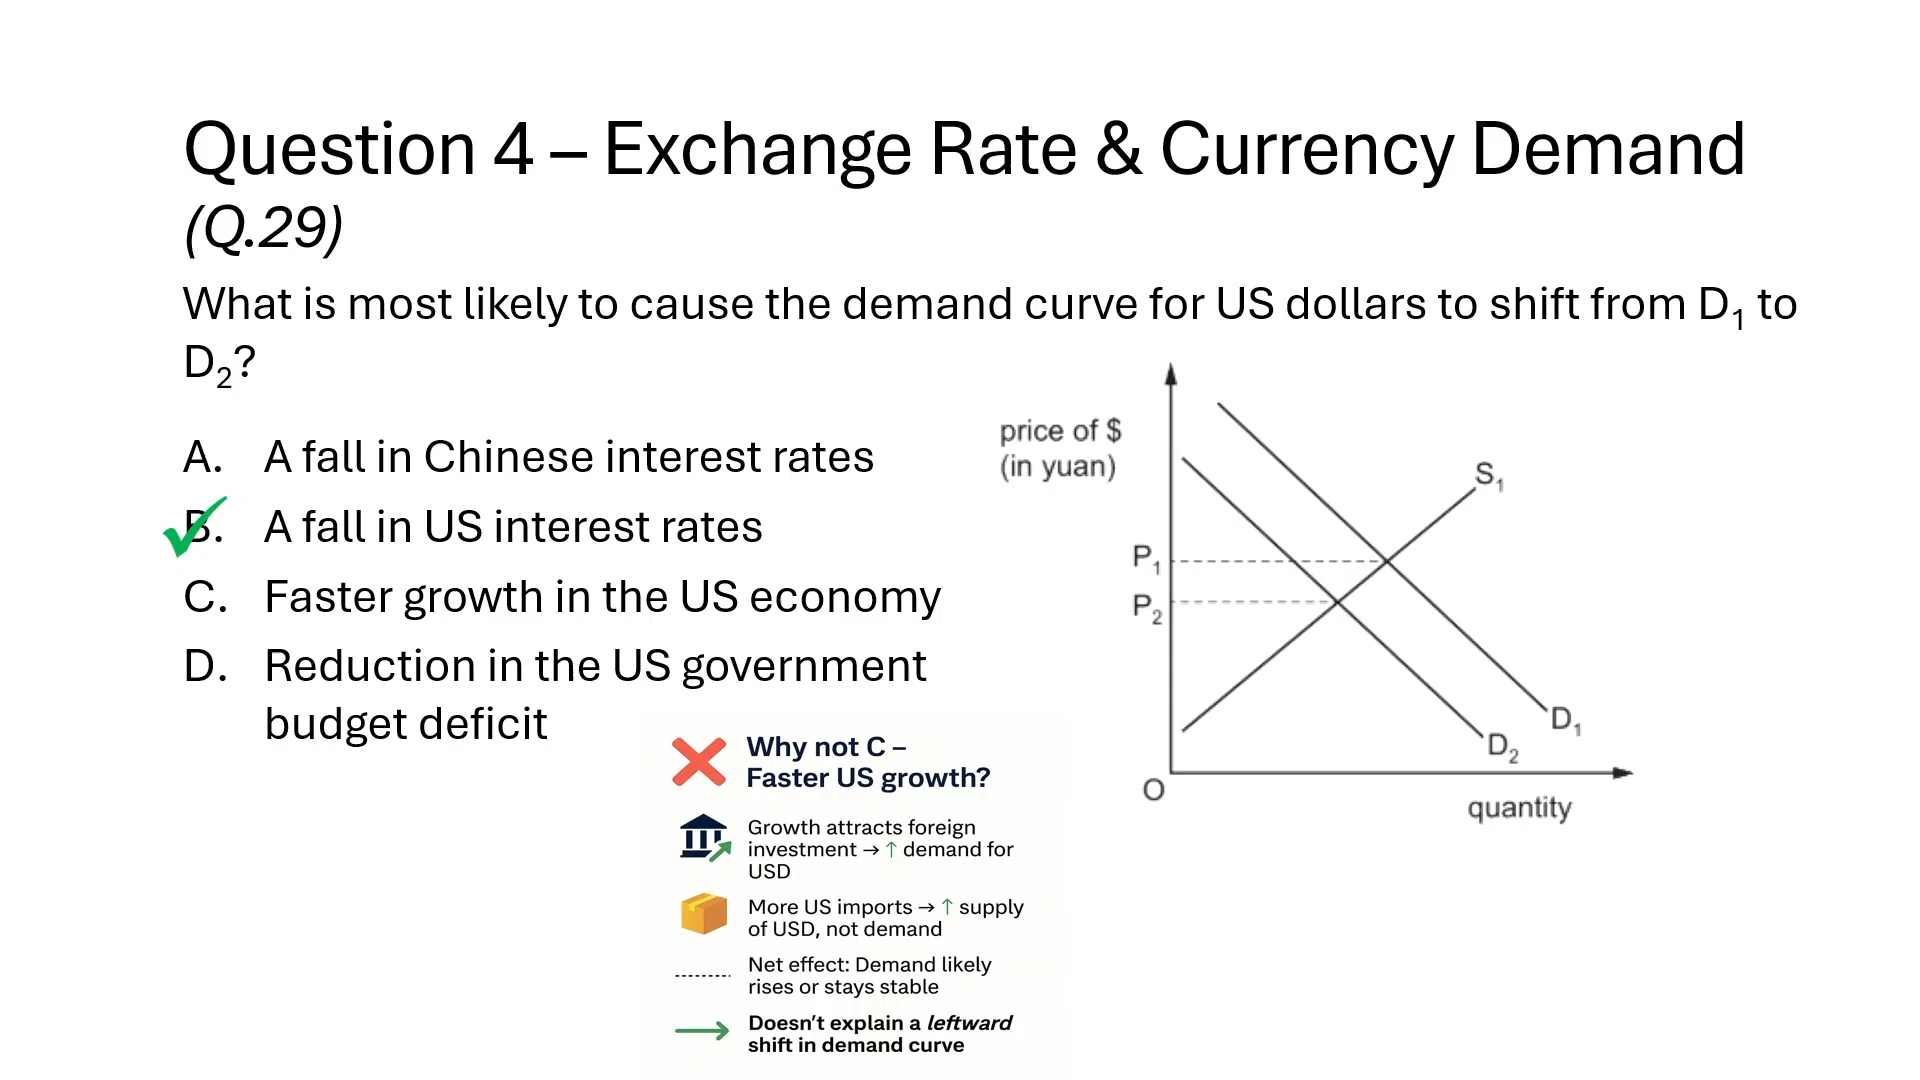 Question 4 – Exchange Rate & Currency Demand
(Q.29)
What is most likely to cause the demand curve for US dollars to shift from D₁ to
D₂?
A. A fall in Chinese interest rates
B. A fall in US interest rates
C. Faster growth in the US economy
D. Reduction in the US government
budget deficit
price of $
(in yuan)
S₁
P₁
P₂
D₁
D₂
O
quantity
Why not C –
Faster US growth?
Growth attracts foreign
investment → ↑ demand for
USD
More US imports → ↑ supply
of USD, not demand
Net effect: Demand likely
rises or stays stable
Doesn't explain a leftward
shift in demand curve